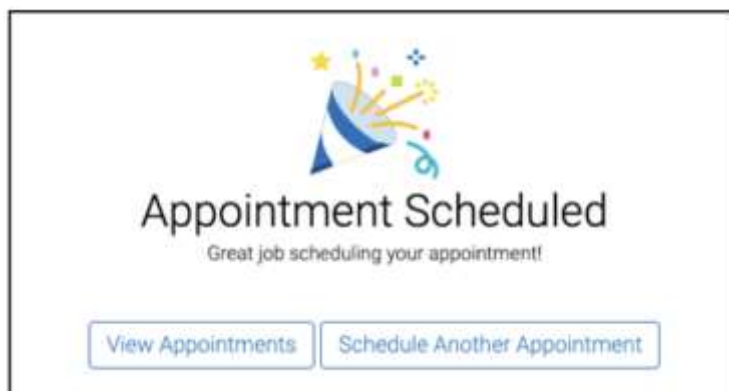 Appointment Scheduled
Great job scheduling your appointment!
View Appointments
Schedule Another Appointment